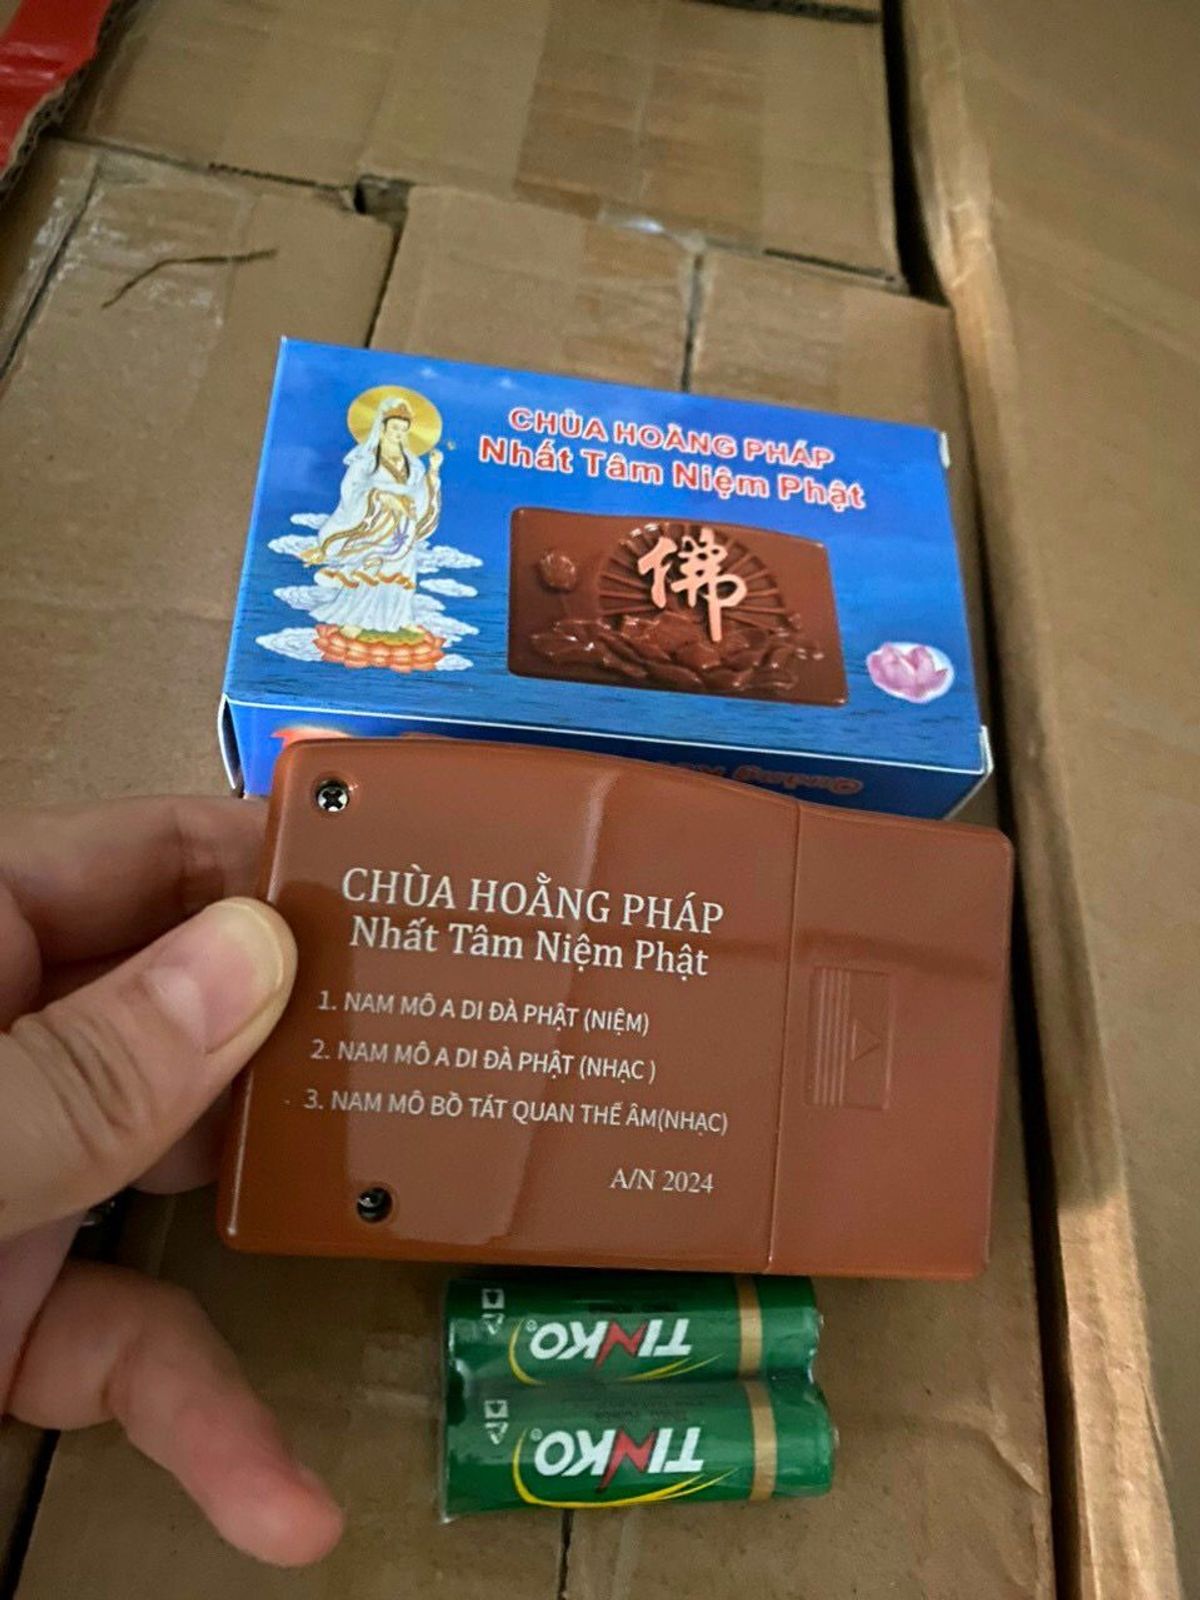 CHÙA HOẰNG PHÁP
Nhất Tâm Niệm Phật
佛
CHÙA HOẰNG PHÁP
Nhất Tâm Niệm Phật
1. NAM MÔ A DI ĐÀ PHẬT (NIỆM)
2. NAM MÔ A DI ĐÀ PHẬT (NHẠC )
3. NAM MÔ BỒ TÁT QUAN THẾ ÂM(NHẠC)
A/N 2024
TINKO
TINKO